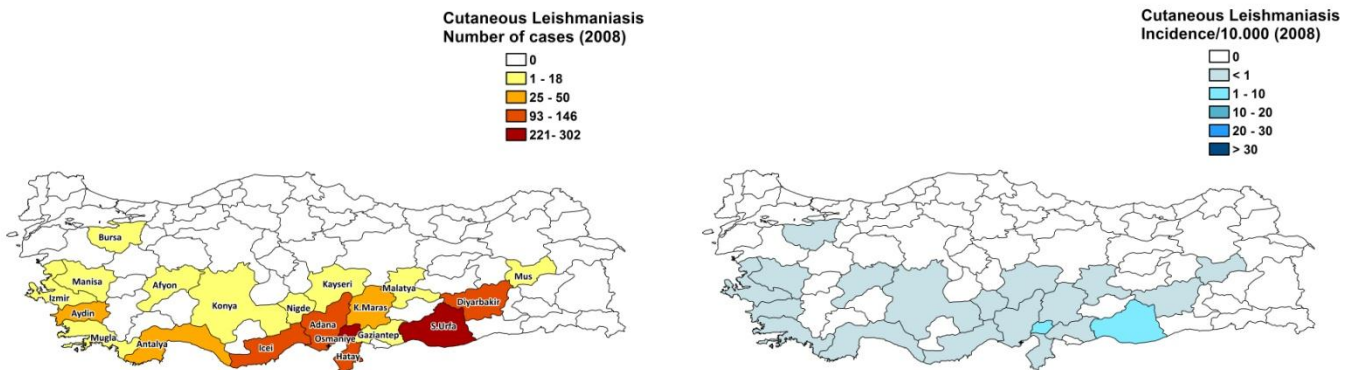 Cutaneous Leishmaniasis
Number of cases (2008)
0
1 - 18
25 - 50
93 - 146
221- 302
Bursa
Manisa
Afyon
Kayseri
Malatya
Mus
Izmir
Konya
Nigde
K.Maras
Diyarbakir
Aydin
Adana
S.Urfa
Mugla
Antalya
Icel
Osmaniye
Gaziantep
Hatay
Cutaneous Leishmaniasis
Incidence/10.000 (2008)
0
< 1
1 - 10
10 - 20
20 - 30
> 30